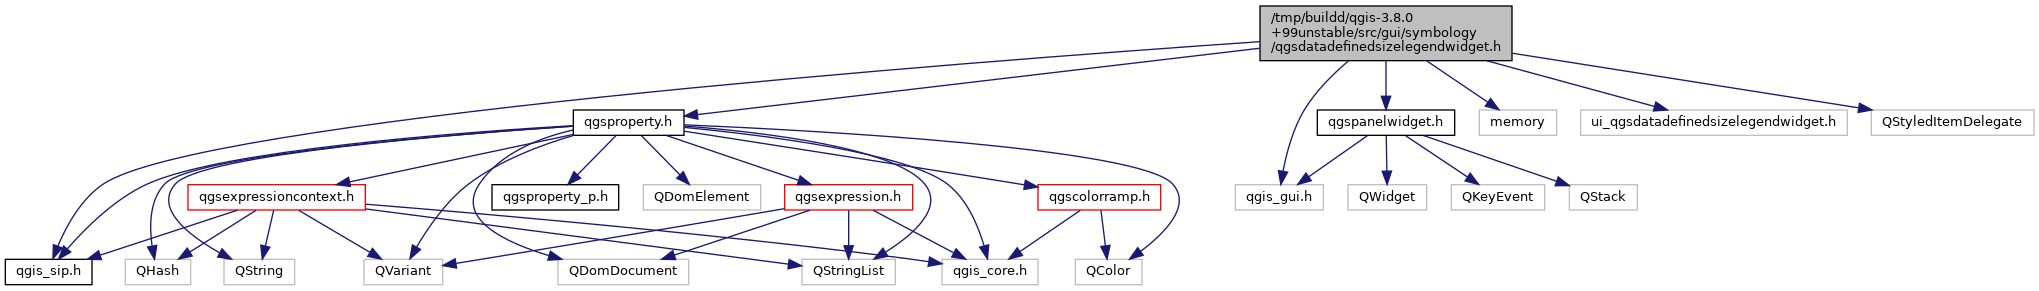 /tmp/buildd/qgis-3.8.0
+99unstable/src/gui/symbology
/qgsdatadefinedsizelegendwidget.h
qgsproperty.h
qgspanelwidget.h
memory
ui_qgsdatadefinedsizelegendwidget.h
QStyledItemDelegate
qgsexpressioncontext.h
qgsproperty_p.h
QDomElement
qgsexpression.h
qgscolorramp.h
qgis_gui.h
QWidget
QKeyEvent
QStack
qgis_sip.h
QHash
QString
QVariant
QDomDocument
QStringList
qgis_core.h
QColor